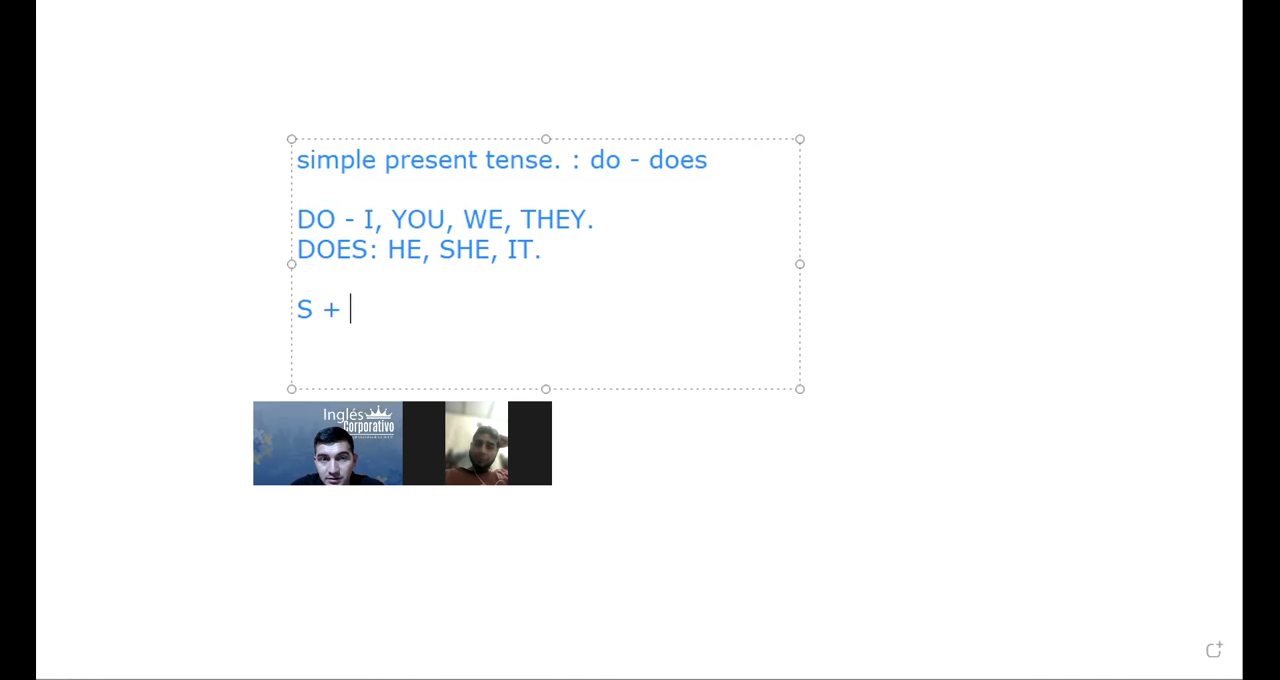 simple present tense. : do - does
DO - I, YOU, WE, THEY.
DOES: HE, SHE, IT.
S +
Inglés
Corporativo